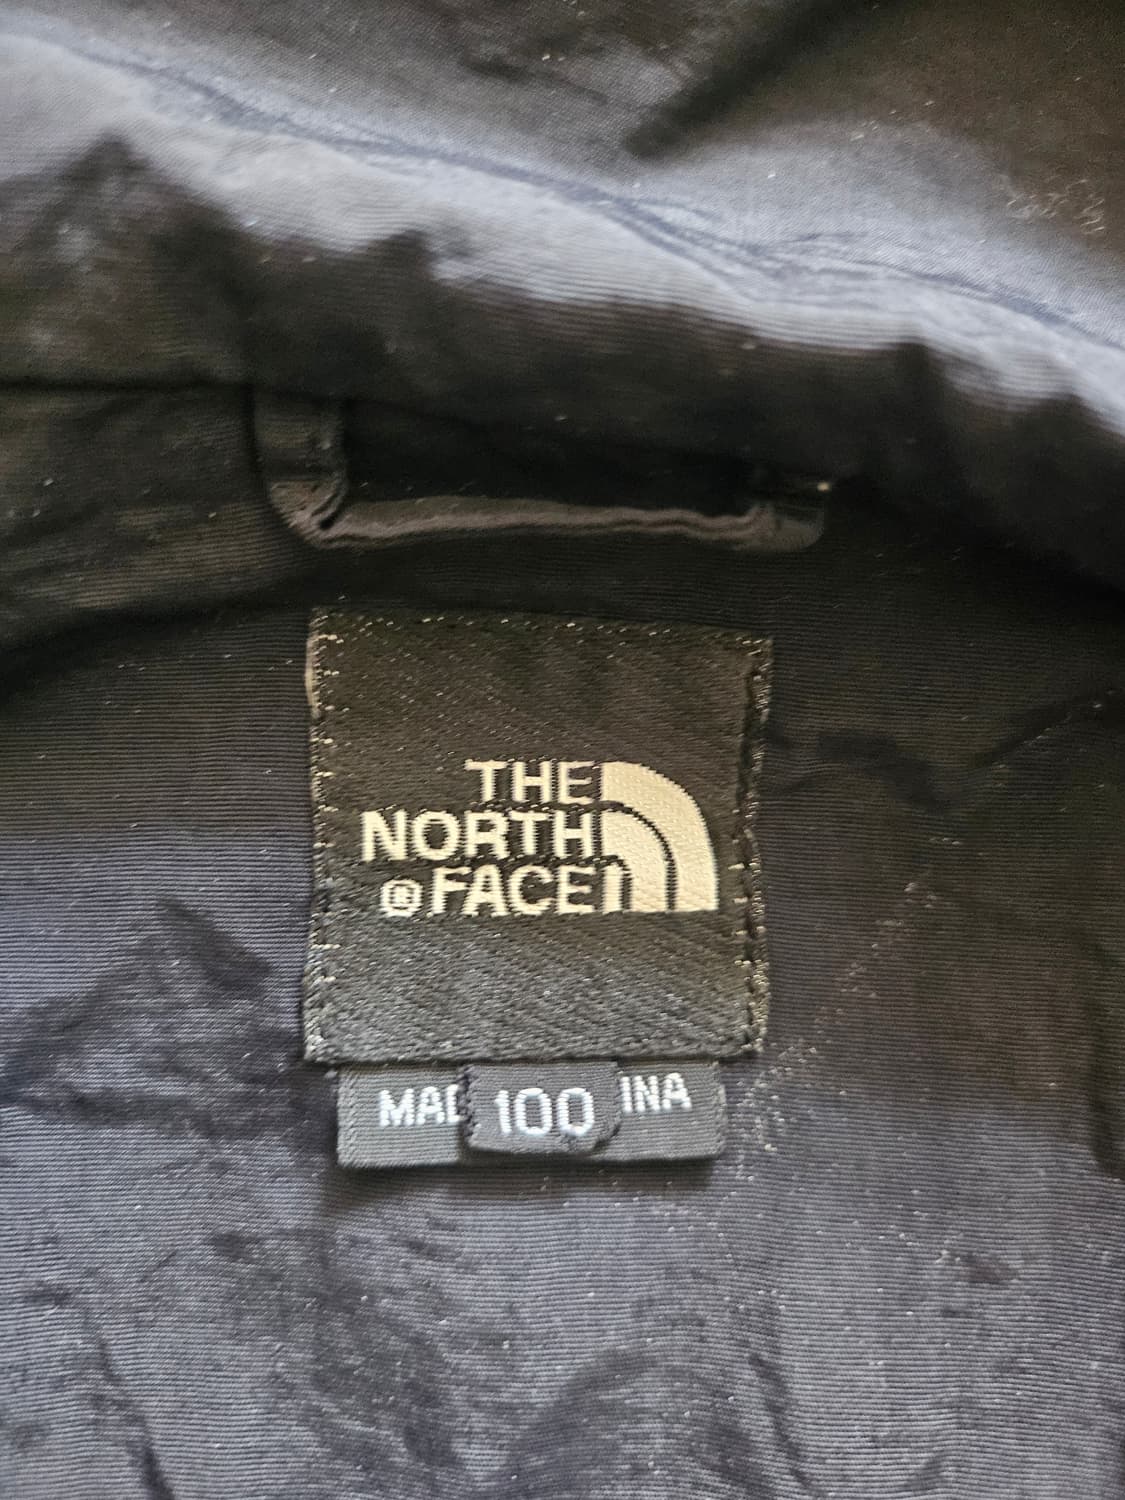 THE
NORTH
® FACE
MAD 100 INA